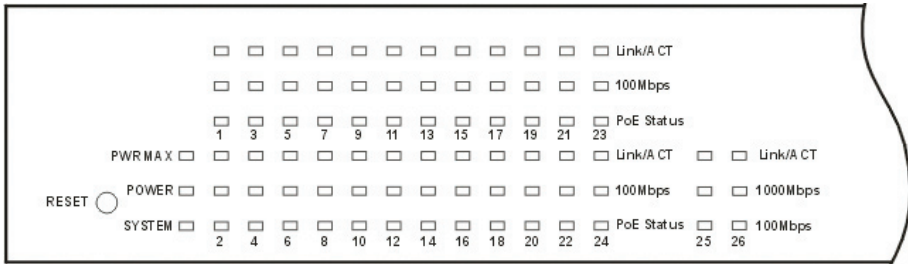 Link/ACT
100Mbps
PoE Status
1 3 5 7 9 11 13 15 17 19 21 23
PWR MAX Link/ACT Link/ACT
RESET POWER 100Mbps 1000Mbps
SYSTEM PoE Status 100Mbps
2 4 6 8 10 12 14 16 18 20 22 24 25 26